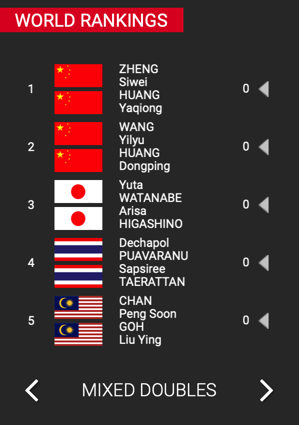 WORLD RANKINGS
1
ZHENG
Siwei
HUANG
Yaqiong
0
2
WANG
Yilyu
HUANG
Dongping
0
3
Yuta
WATANABE
Arisa
HIGASHINO
0
4
Dechapol
PUAVARANU
Sapsiree
TAERATTAN
0
5
CHAN
Peng Soon
GOH
Liu Ying
0
MIXED DOUBLES